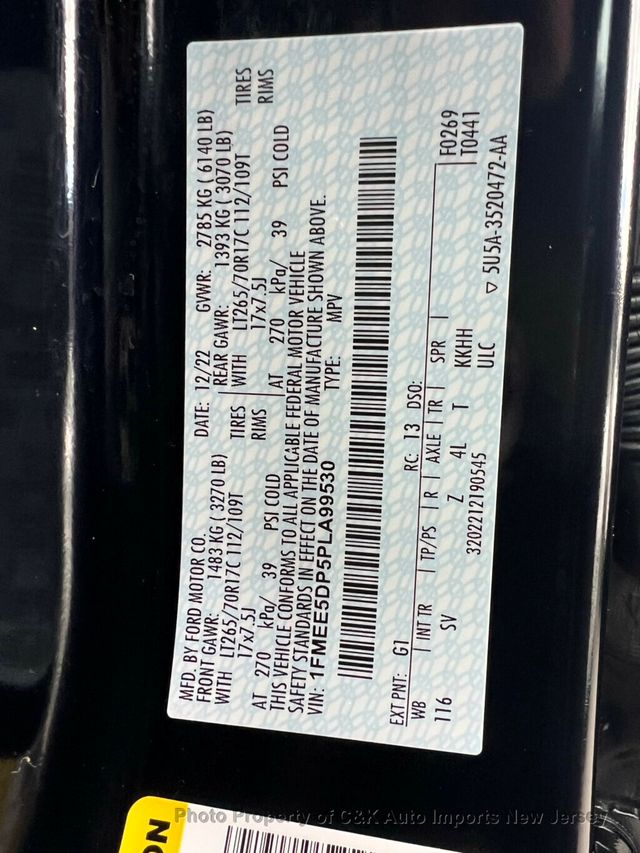 MFD. BY FORD MOTOR CO.
DATE: 12/22 GVWR: 2785 KG ( 6140 LB)
FRONT GAWR: 1483 KG ( 3270 LB) REAR GAWR: 1393 KG ( 3070 LB)
WITH LT265/70R17C 112/109T TIRES WITH LT265/70R17C 112/109T TIRES
17x7.5J RIMS 17x7.5J RIMS
AT 270 kPa/ 39 PSI COLD AT 270 kPa/ 39 PSI COLD
THIS VEHICLE CONFORMS TO ALL APPLICABLE FEDERAL MOTOR VEHICLE
SAFETY STANDARDS IN EFFECT ON THE DATE OF MANUFACTURE SHOWN ABOVE.
VIN: 1FMEE5DP5PLA99530 TYPE: MPV
EXT PNT: G1 RC: 13 DSO: F0269
WB INT TR TP/PS R AXLE TR SPR T0441
116 SV Z 4L T KKHH
3202212190545 ULC
▽ 5U5A-3520472-AA
ON
Photo Property of C&K Auto Imports New Jersey